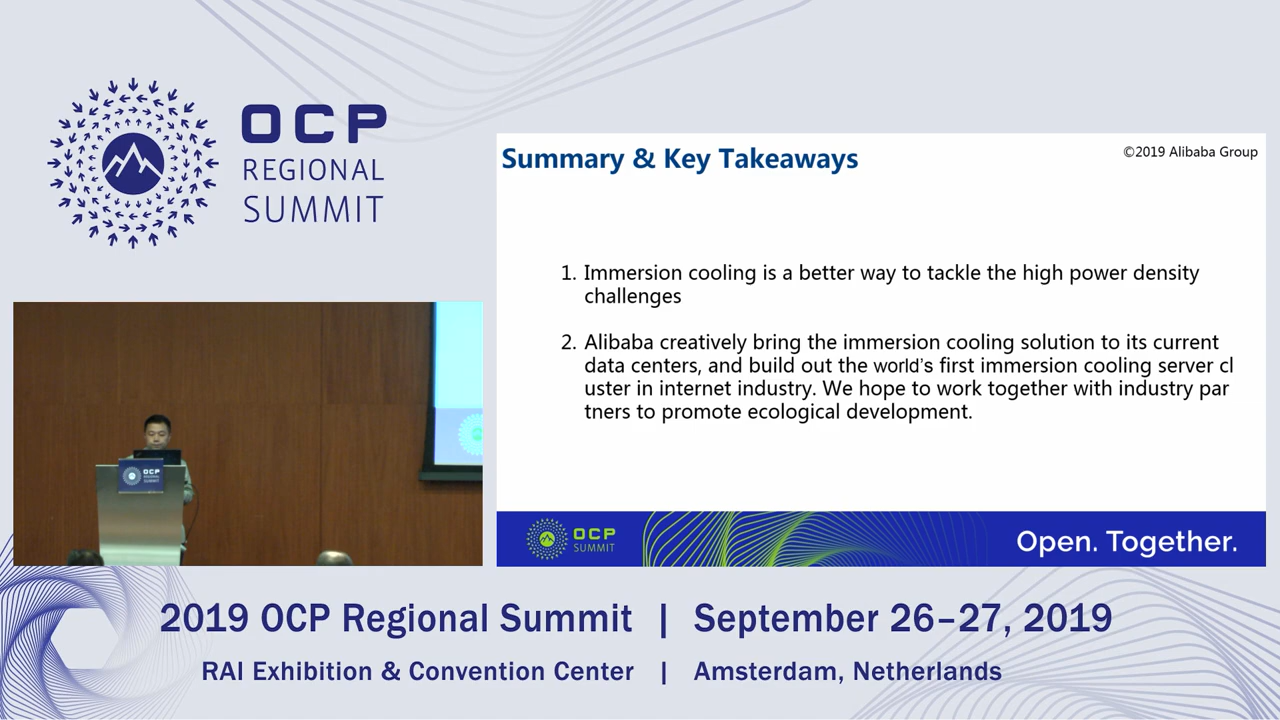 OCP
REGIONAL
SUMMIT
Summary & Key Takeaways
©2019 Alibaba Group
1. Immersion cooling is a better way to tackle the high power density
challenges
2. Alibaba creatively bring the immersion cooling solution to its current
data centers, and build out the world's first immersion cooling server cl
uster in internet industry. We hope to work together with industry par
tners to promote ecological development.
OCP
REGIONAL
SUMMIT
OCP
SUMMIT
Open. Together.
2019 OCP Regional Summit | September 26–27, 2019
RAI Exhibition & Convention Center | Amsterdam, Netherlands